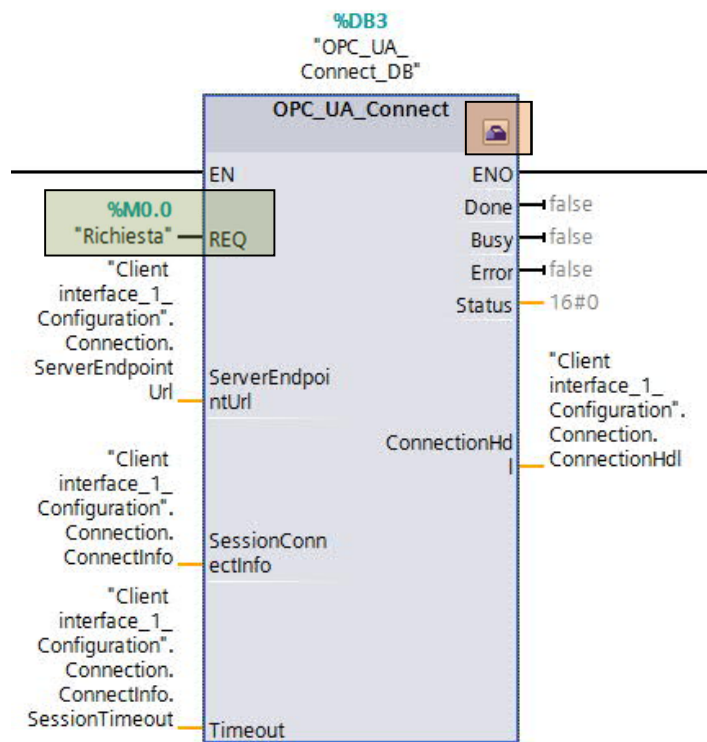 %DB3
"OPC_UA_
Connect_DB"
OPC_UA_Connect
EN
ENO
%M0.0
"Richiesta"
REQ
Done
false
Busy
false
Error
false
Status
16#0
"Client
interface_1_
Configuration".
Connection.
ServerEndpoint
Url
ServerEndpoi
ntUrl
"Client
interface_1_
Configuration".
Connection.
ConnectionHdl
ConnectionHd
l
"Client
interface_1_
Configuration".
Connection.
ConnectInfo
SessionConn
ectInfo
"Client
interface_1_
Configuration".
Connection.
ConnectInfo.
SessionTimeout
Timeout